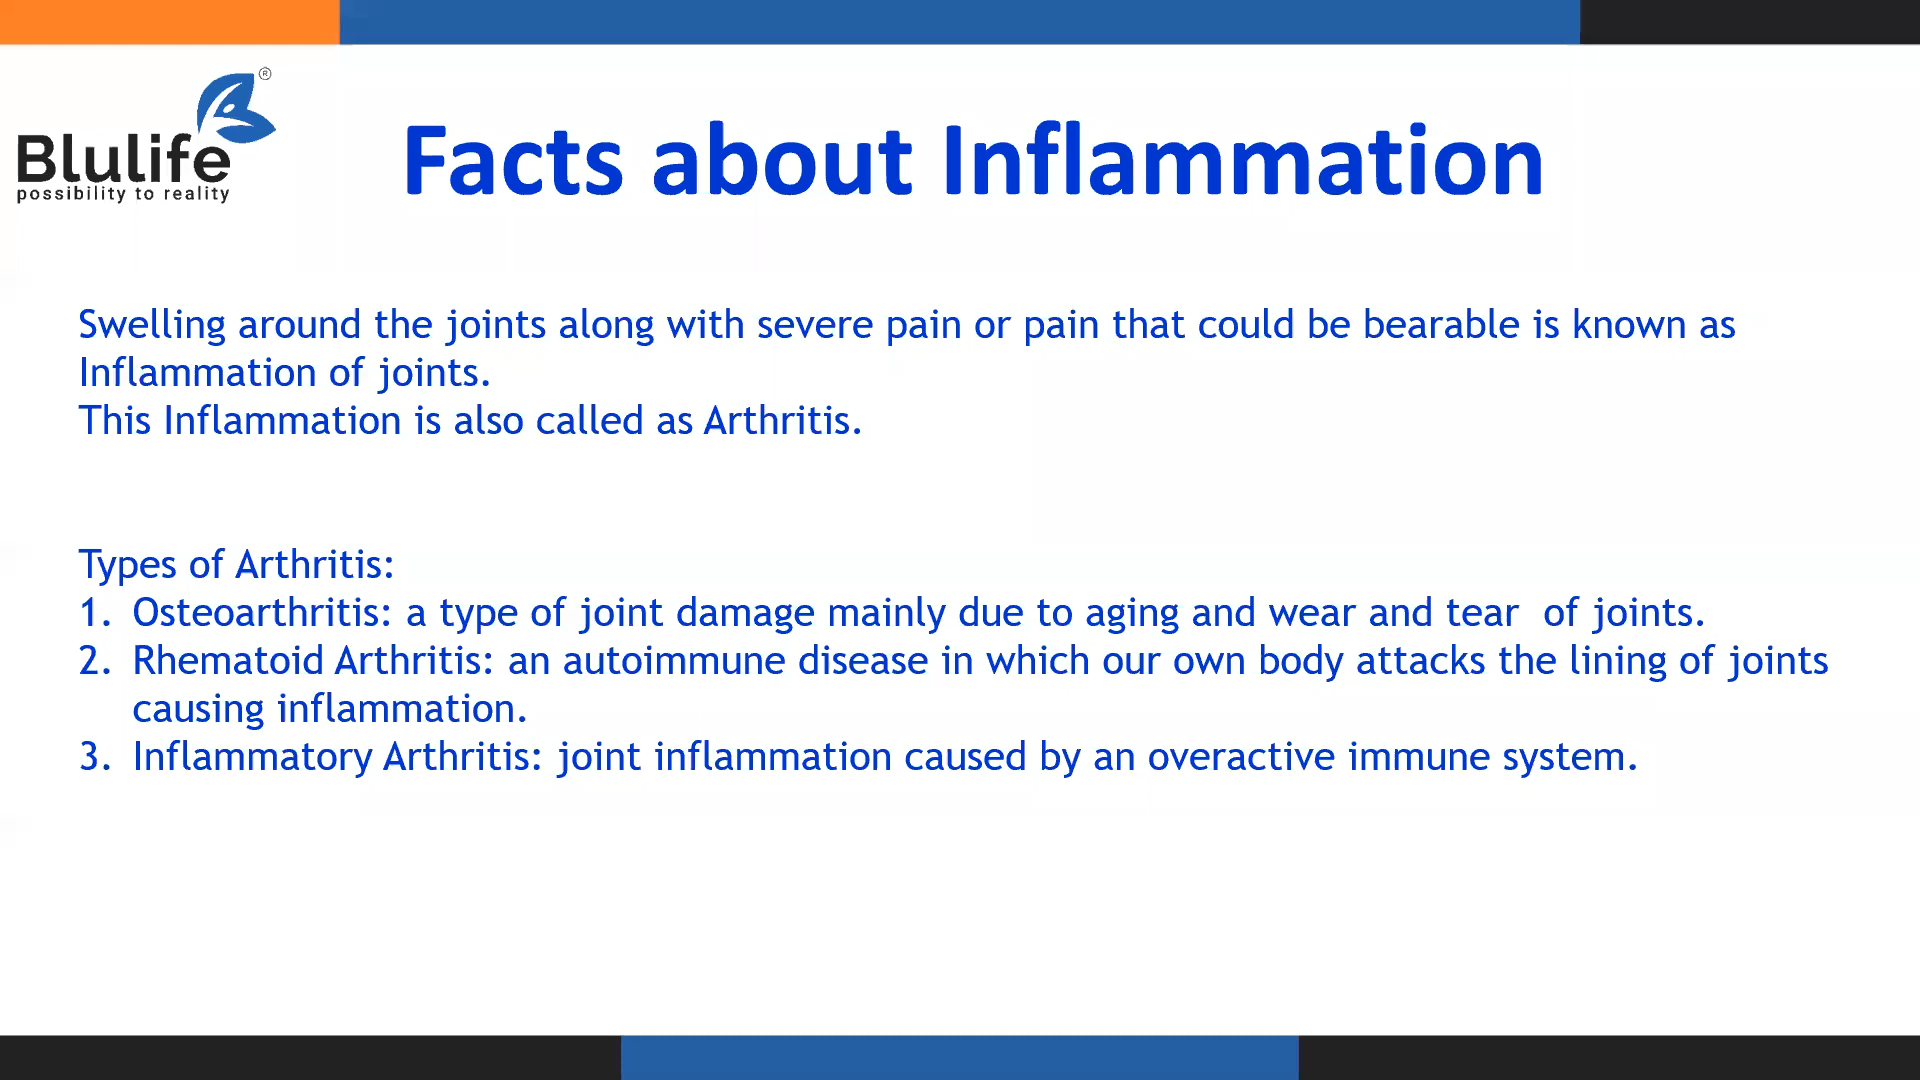 ®
Blulife
possibility to reality
Facts about Inflammation
Swelling around the joints along with severe pain or pain that could be bearable is known as
Inflammation of joints.
This Inflammation is also called as Arthritis.
Types of Arthritis:
1. Osteoarthritis: a type of joint damage mainly due to aging and wear and tear of joints.
2. Rhematoid Arthritis: an autoimmune disease in which our own body attacks the lining of joints
causing inflammation.
3. Inflammatory Arthritis: joint inflammation caused by an overactive immune system.